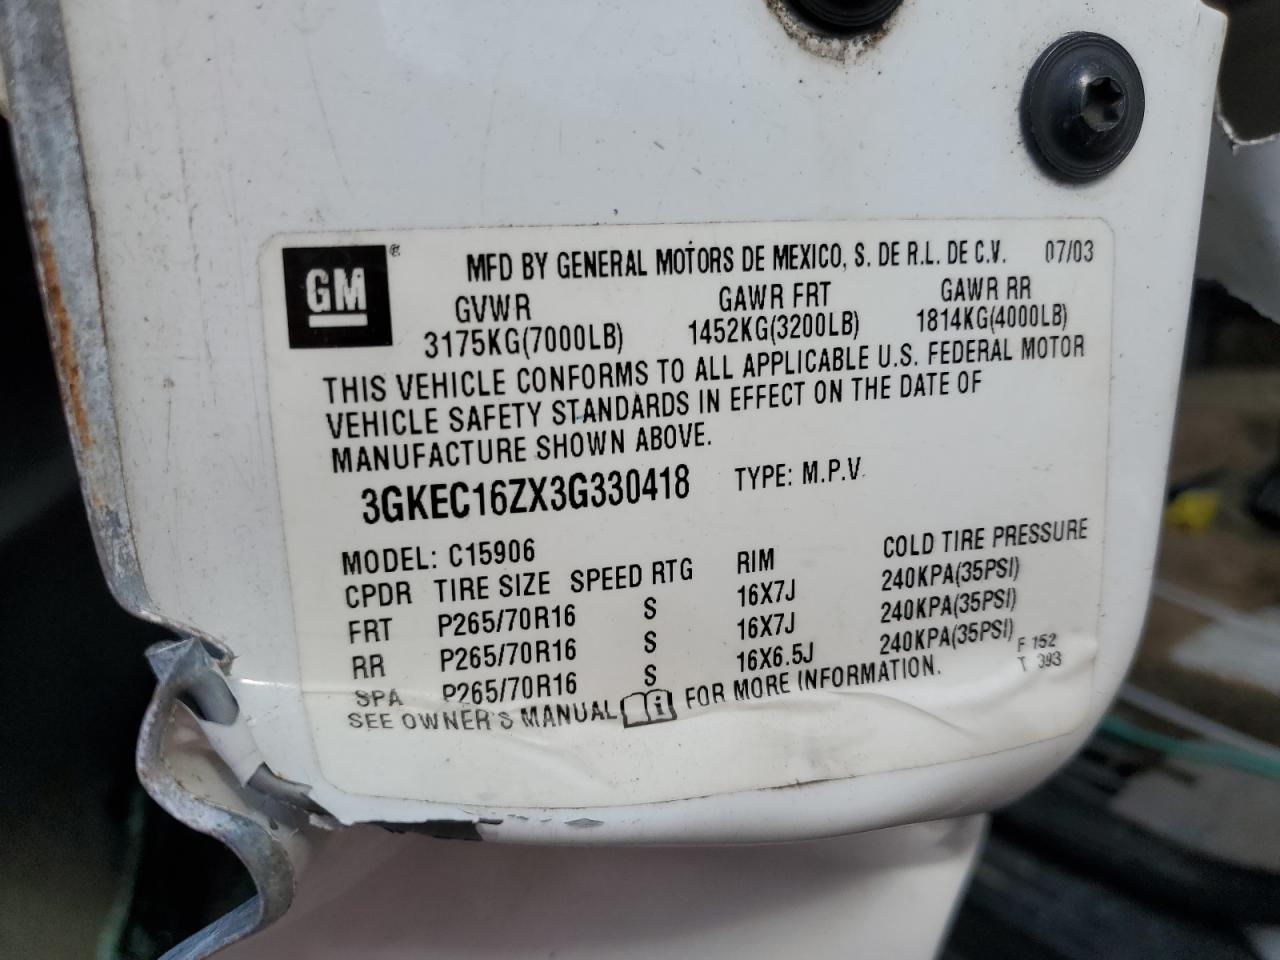 GM ®
MFD BY GENERAL MOTORS DE MEXICO, S. DE R.L. DE C.V. 07/03
GVWR GAWR FRT GAWR RR
3175KG(7000LB) 1452KG(3200LB) 1814KG(4000LB)
THIS VEHICLE CONFORMS TO ALL APPLICABLE U.S. FEDERAL MOTOR
VEHICLE SAFETY STANDARDS IN EFFECT ON THE DATE OF
MANUFACTURE SHOWN ABOVE.
3GKEC16ZX3G330418 TYPE: M.P.V.
MODEL: C15906
CPDR TIRE SIZE SPEED RTG RIM COLD TIRE PRESSURE
FRT P265/70R16 S 16X7J 240KPA(35PSI)
RR P265/70R16 S 16X7J 240KPA(35PSI)
SPA P265/70R16 S 16X6.5J 240KPA(35PSI)
SEE OWNER'S MANUAL i FOR MORE INFORMATION.
F 152
T 393